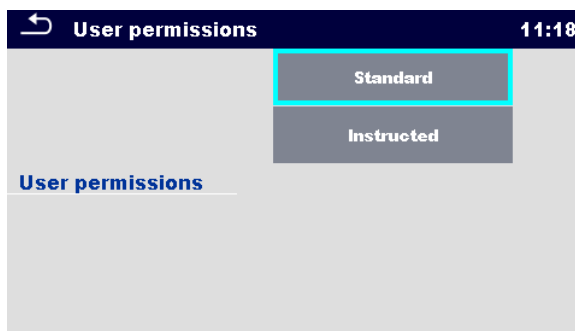 User permissions 11:18
Standard
Instructed
User permissions